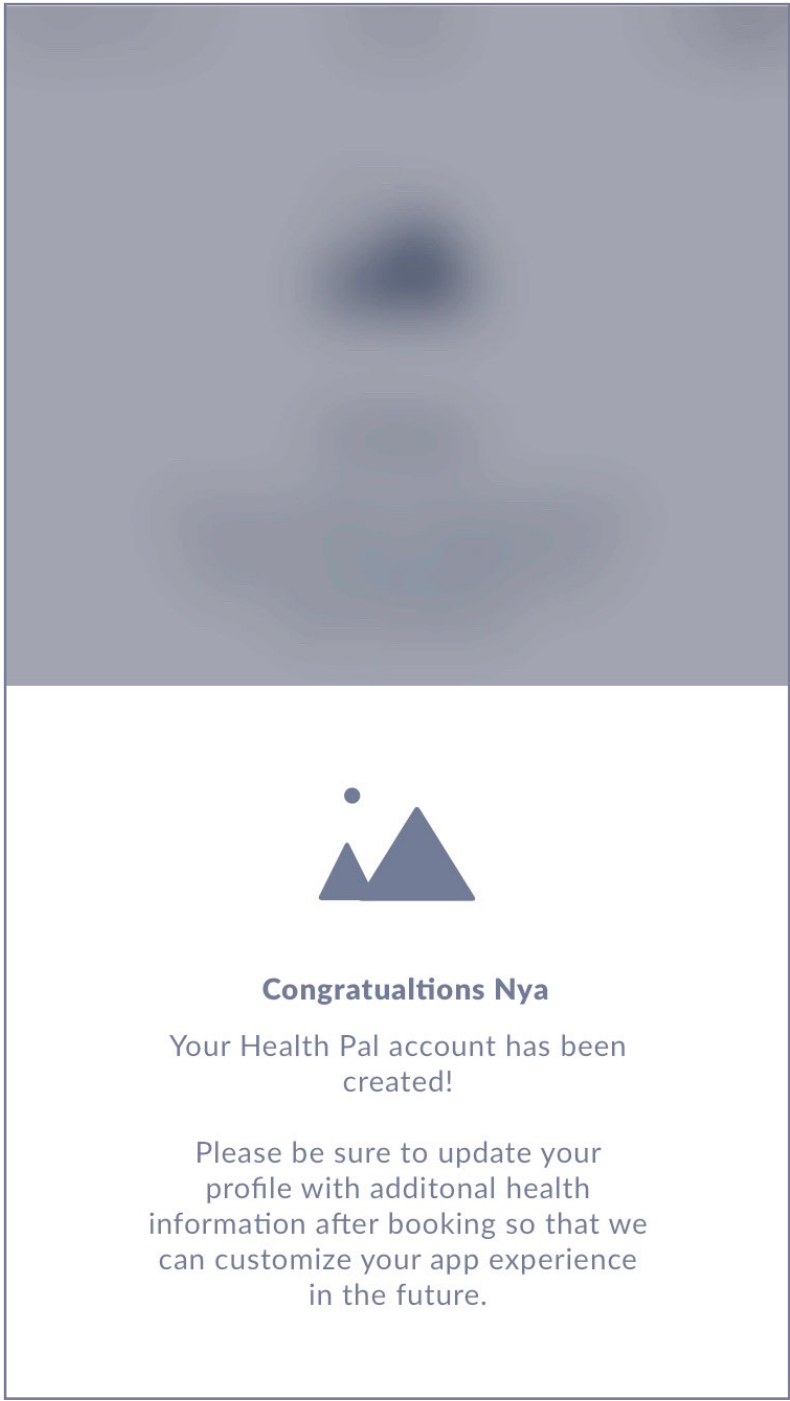 Congratualtions Nya
Your Health Pal account has been
created!
Please be sure to update your
profile with additonal health
information after booking so that we
can customize your app experience
in the future.